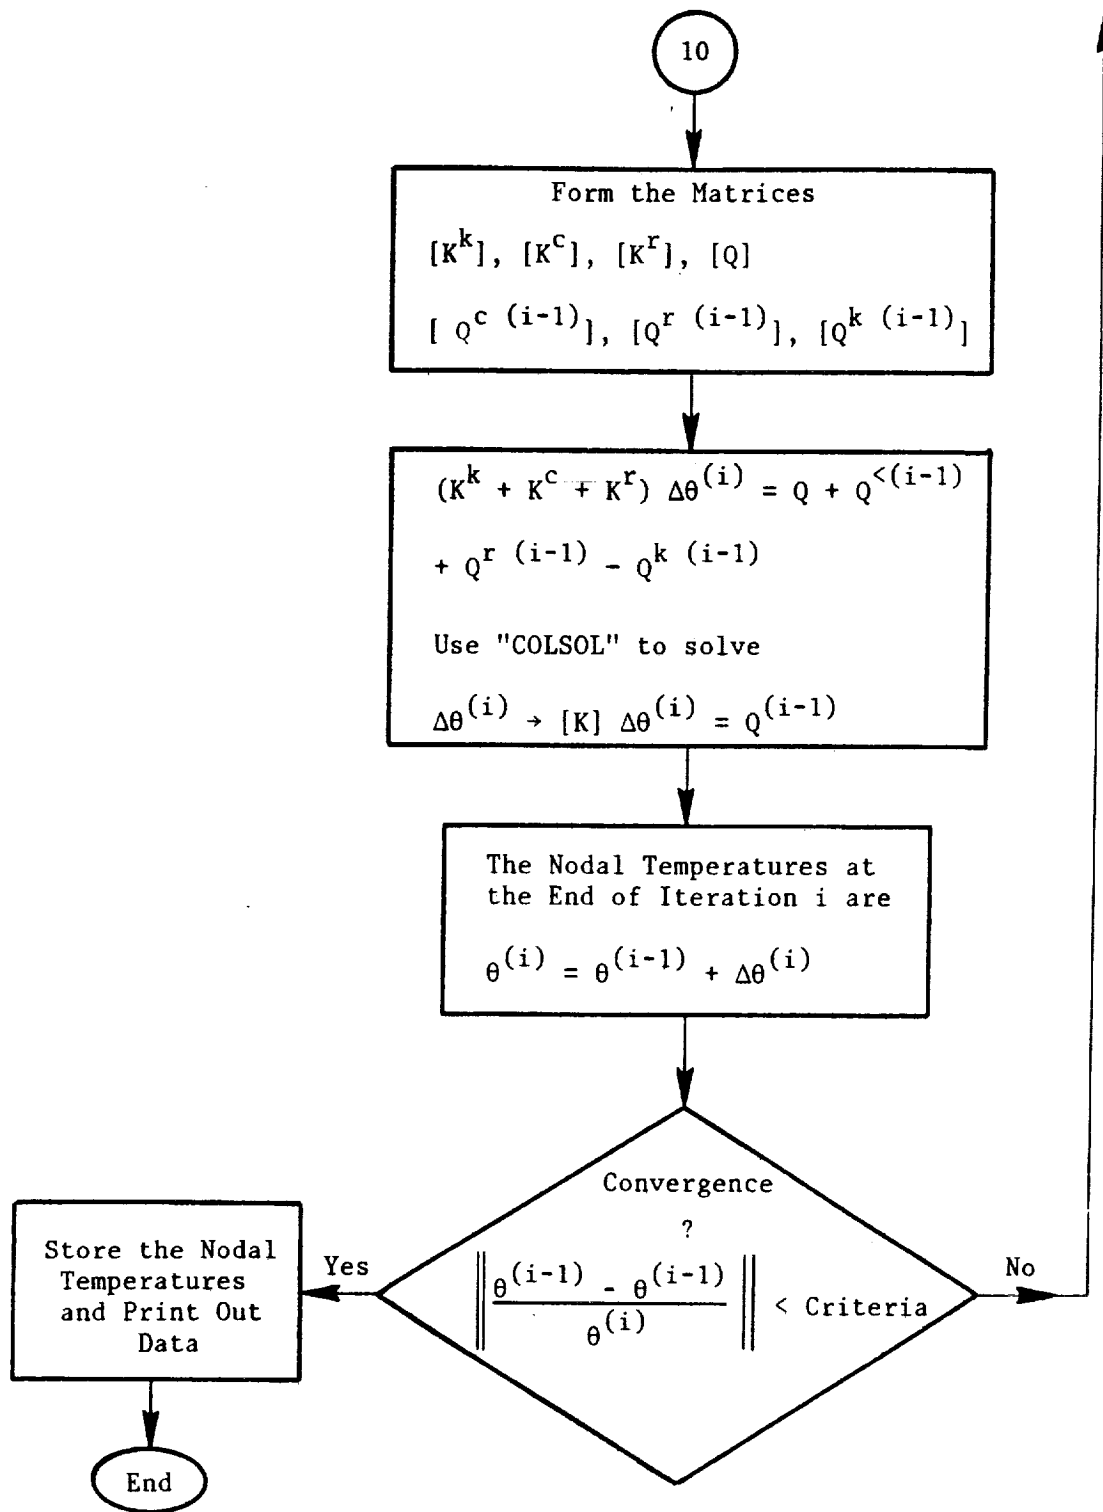 10
Form the Matrices
[K^k], [K^c], [K^r], [Q]
[ Q^c (i-1)], [Q^r (i-1)], [Q^k (i-1)]
(K^k + K^c + K^r) Δθ^(i) = Q + Q^<(i-1)
+ Q^r (i-1) - Q^k (i-1)
Use "COLSOL" to solve
Δθ^(i) → [K] Δθ^(i) = Q^(i-1)
The Nodal Temperatures at
the End of Iteration i are
θ^(i) = θ^(i-1) + Δθ^(i)
Convergence
?
|| θ^(i-1) - θ^(i-1) / θ^(i) || < Criteria
Yes
No
Store the Nodal
Temperatures
and Print Out
Data
End